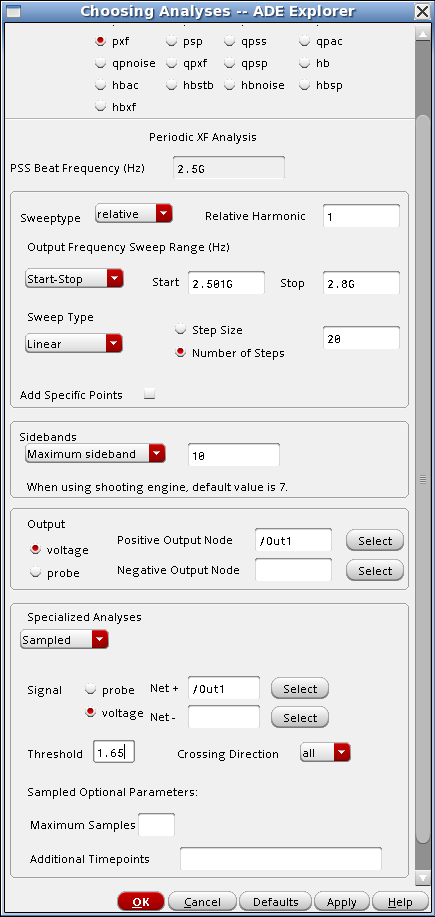 Choosing Analyses -- ADE Explorer
pxf psp qpss qpac
qpnoise qpxf qpsp hb
hbac hbstb hbnoise hbsp
hbxf
Periodic XF Analysis
PSS Beat Frequency (Hz) 2.5G
Sweeptype relative Relative Harmonic 1
Output Frequency Sweep Range (Hz)
Start-Stop Start 2.501G Stop 2.8G
Sweep Type
Step Size
Linear 20
Number of Steps
Add Specific Points
Sidebands
Maximum sideband 10
When using shooting engine, default value is 7.
Output
voltage Positive Output Node /Out1 Select
probe Negative Output Node Select
Specialized Analyses
Sampled
Signal probe Net + /Out1 Select
voltage Net - Select
Threshold 1.65 Crossing Direction all
Sampled Optional Parameters:
Maximum Samples
Additional Timepoints
OK Cancel Defaults Apply Help